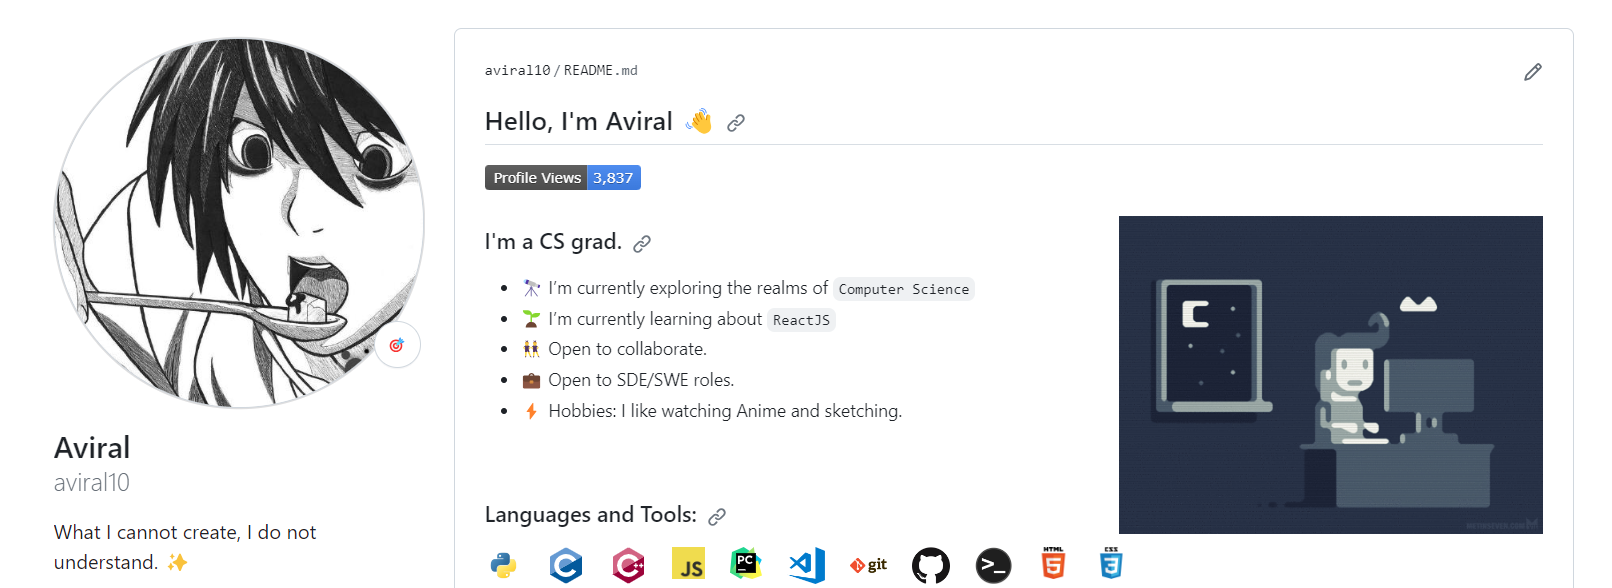 aviral10/README.md
Hello, I'm Aviral 👋
Profile Views 3,837
I'm a CS grad.
🔭 I’m currently exploring the realms of Computer Science
🌱 I’m currently learning about ReactJS
👯 Open to collaborate.
💼 Open to SDE/SWE roles.
⚡ Hobbies: I like watching Anime and sketching.
Aviral
aviral10
What I cannot create, I do not
understand. ✨
Languages and Tools:
JS
PC
git
>_
HTML
5
CSS
3